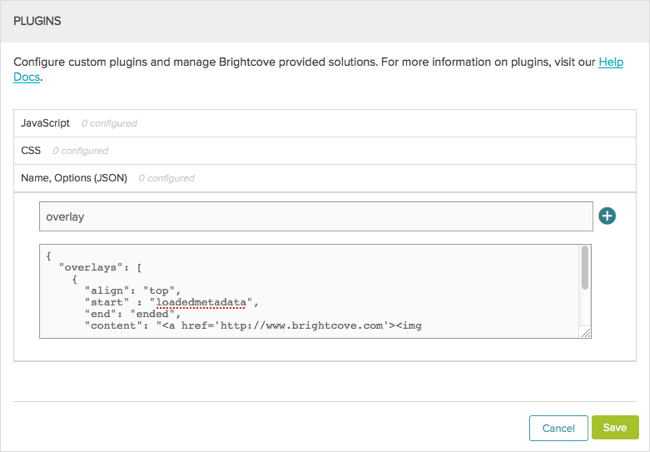 PLUGINS
Configure custom plugins and manage Brightcove provided solutions. For more information on plugins, visit our Help
Docs.
JavaScript 0 configured
CSS 0 configured
Name, Options (JSON) 0 configured
overlay
{
"overlays": [
{
"align": "top",
"start" : "loadedmetadata",
"end": "ended",
"content": "<a href='http://www.brightcove.com'><img
Cancel Save